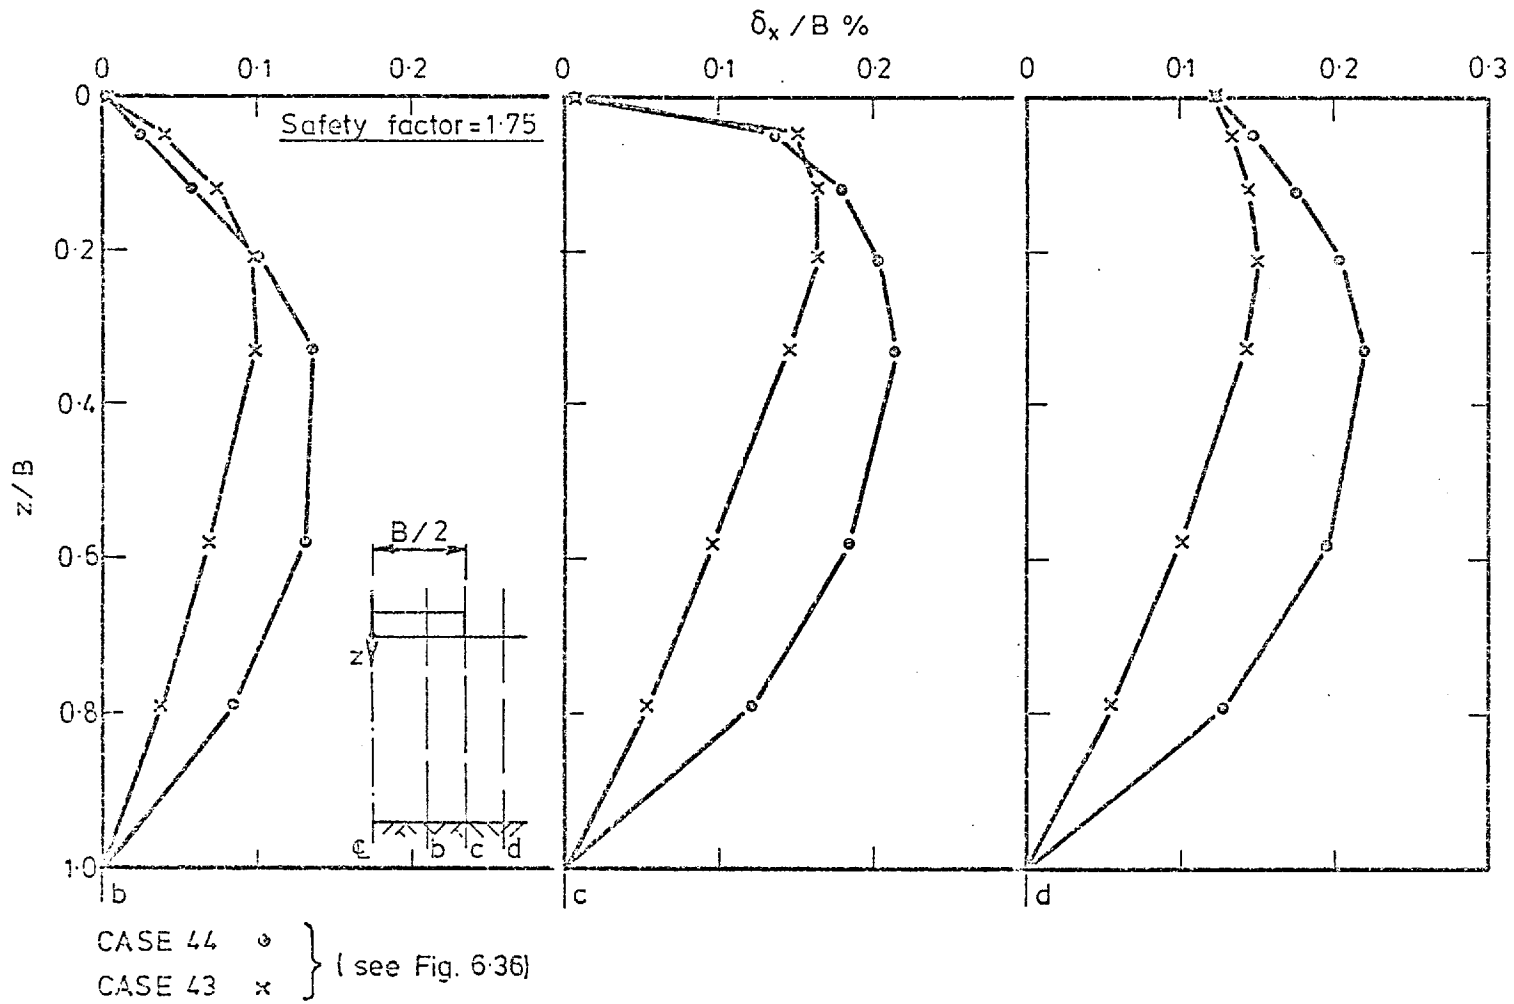 δx / B %
0 0·1 0·2 0 0·1 0·2 0 0·1 0·2 0·3
0
Safety factor = 1·75
0·2
0·4
z/B
B/2
0·6
z
0·8
℄ b c d
1·0
b c d
CASE 44
CASE 43
(see Fig. 6·36)